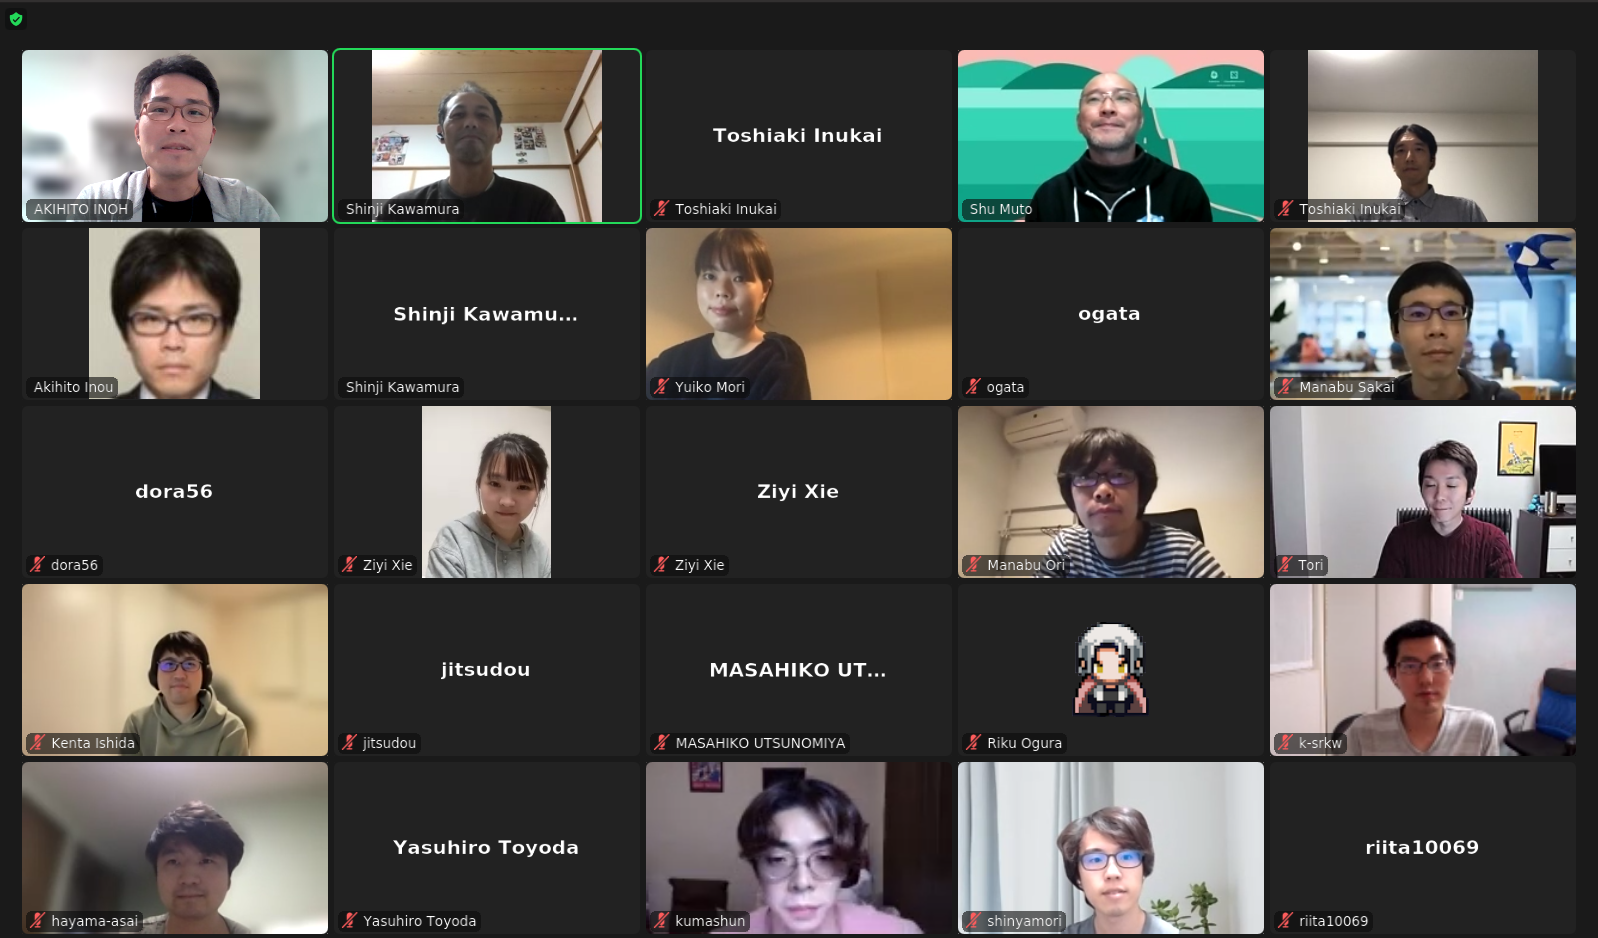 AKIHITO INOH
Shinji Kawamura
Toshiaki Inukai
Toshiaki Inukai
Shu Muto
Toshiaki Inukai
Akihito Inou
Shinji Kawamu...
Shinji Kawamura
Yuiko Mori
ogata
ogata
Manabu Sakai
dora56
dora56
Ziyi Xie
Ziyi Xie
Ziyi Xie
Manabu Ori
Tori
Kenta Ishida
jitsudou
jitsudou
MASAHIKO UT...
MASAHIKO UTSUNOMIYA
Riku Ogura
k-srkw
hayama-asai
Yasuhiro Toyoda
Yasuhiro Toyoda
kumashun
shinyamori
riita10069
riita10069